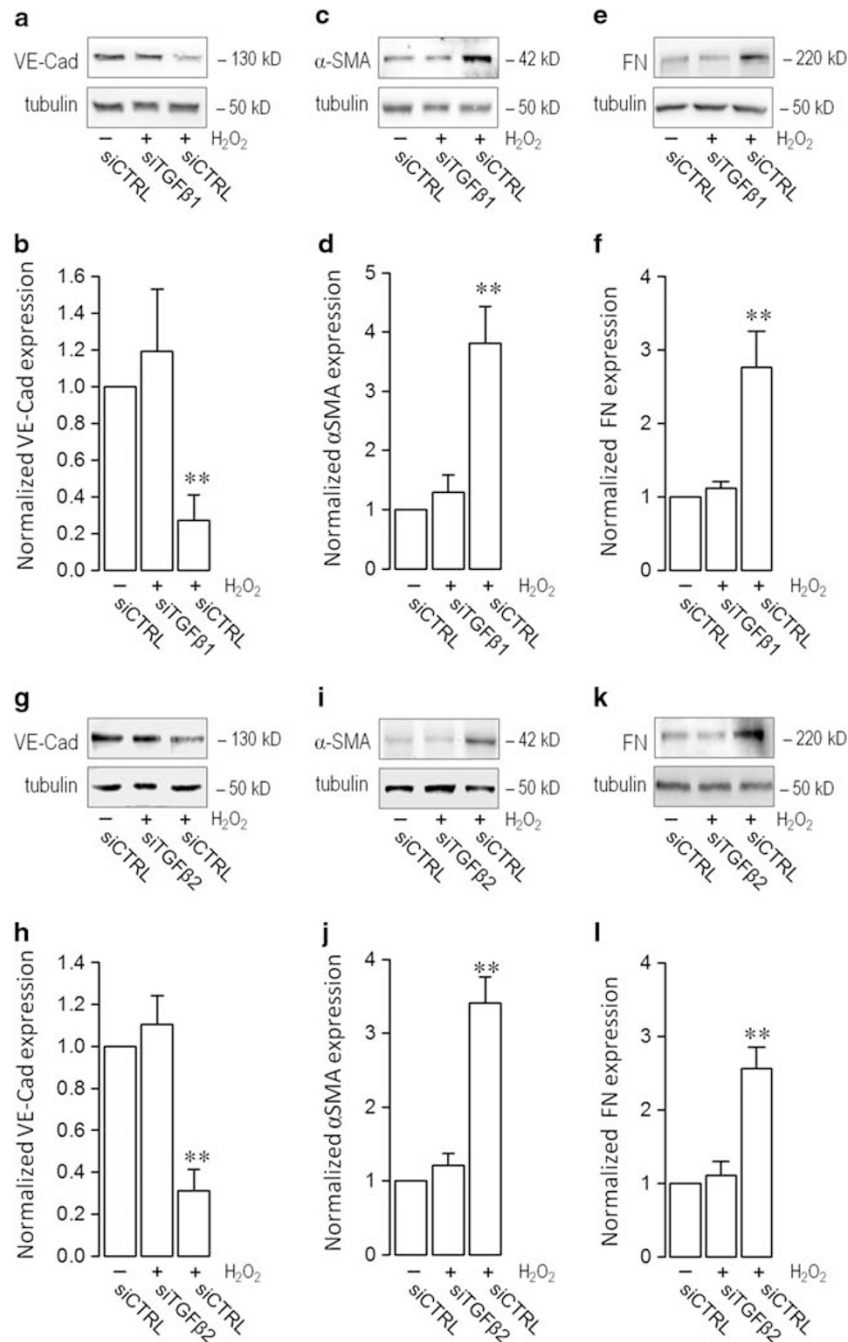 a
VE-Cad – 130 kD
tubulin – 50 kD
– + + H₂O₂
siCTRL siTGFβ1 siCTRL
c
α-SMA – 42 kD
tubulin – 50 kD
– + + H₂O₂
siCTRL siTGFβ1 siCTRL
e
FN – 220 kD
tubulin – 50 kD
– + + H₂O₂
siCTRL siTGFβ1 siCTRL
b
Normalized VE-Cad expression
1.6
1.4
1.2
1.0
0.8
0.6
0.4
0.2
0.0
**
– + + H₂O₂
siCTRL siTGFβ1 siCTRL
d
Normalized αSMA expression
5
4
3
2
1
0
**
– + + H₂O₂
siCTRL siTGFβ1 siCTRL
f
Normalized FN expression
4
3
2
1
0
**
– + + H₂O₂
siCTRL siTGFβ1 siCTRL
g
VE-Cad – 130 kD
tubulin – 50 kD
– + + H₂O₂
siCTRL siTGFβ2 siCTRL
i
α-SMA – 42 kD
tubulin – 50 kD
– + + H₂O₂
siCTRL siTGFβ2 siCTRL
k
FN – 220 kD
tubulin – 50 kD
– + + H₂O₂
siCTRL siTGFβ2 siCTRL
h
Normalized VE-Cad expression
1.4
1.2
1.0
0.8
0.6
0.4
0.2
0.0
**
– + + H₂O₂
siCTRL siTGFβ2 siCTRL
j
Normalized αSMA expression
4
3
2
1
0
**
– + + H₂O₂
siCTRL siTGFβ2 siCTRL
l
Normalized FN expression
4
3
2
1
0
**
– + + H₂O₂
siCTRL siTGFβ2 siCTRL